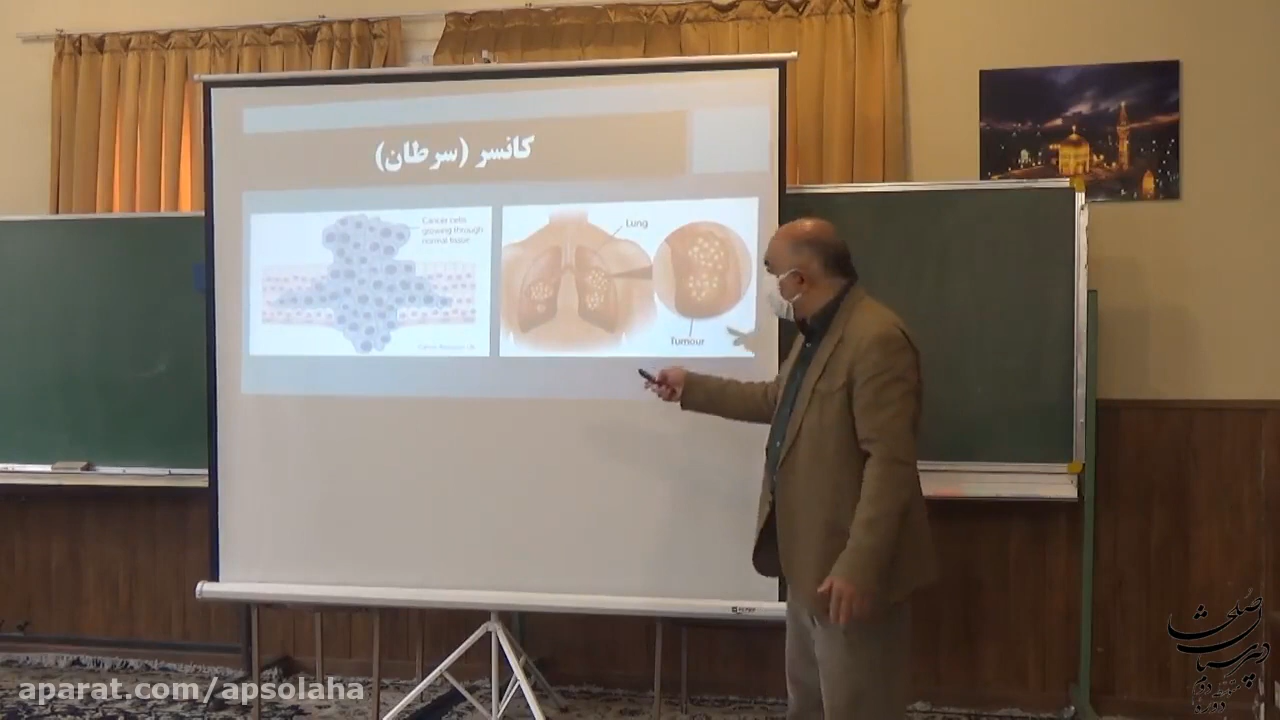 کانسر (سرطان)
Cancer cells
growing through
normal tissue
Lung
Tumour
aparat.com/apsolaha